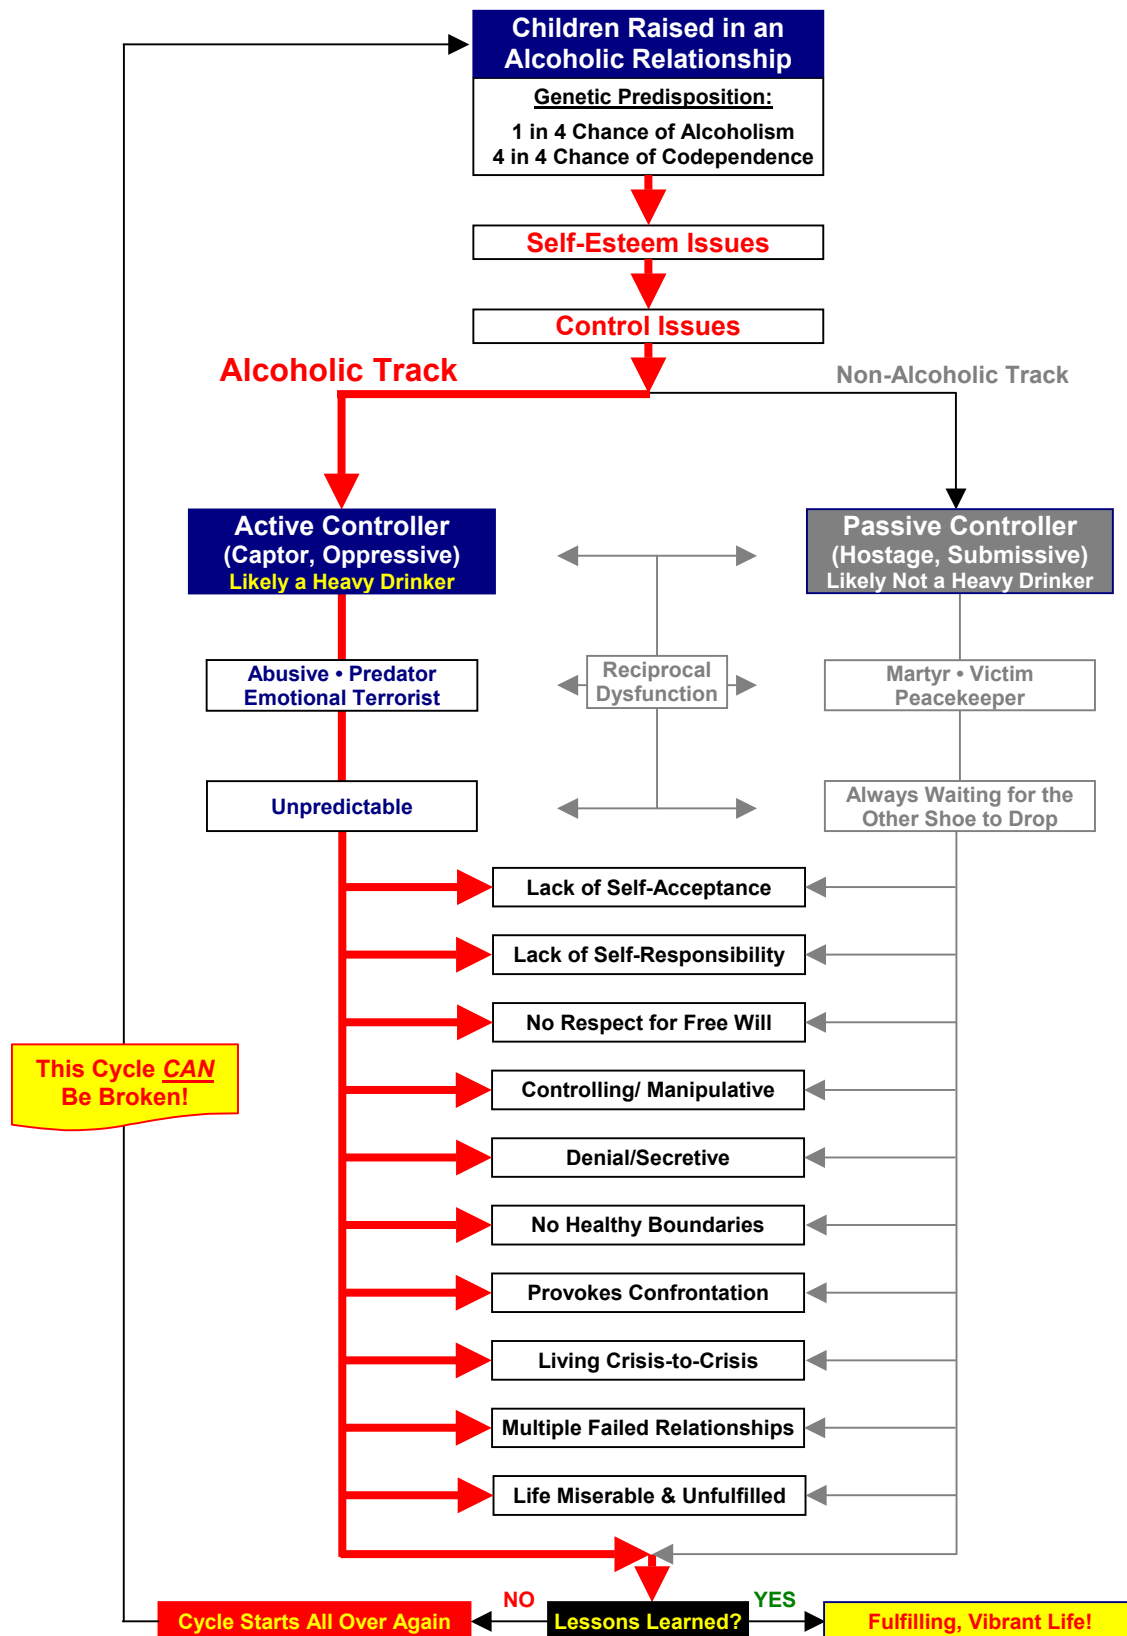 Children Raised in an
Alcoholic Relationship
Genetic Predisposition:
1 in 4 Chance of Alcoholism
4 in 4 Chance of Codependence
Self-Esteem Issues
Control Issues
Alcoholic Track
Non-Alcoholic Track
Active Controller
(Captor, Oppressive)
Likely a Heavy Drinker
Passive Controller
(Hostage, Submissive)
Likely Not a Heavy Drinker
Abusive • Predator
Emotional Terrorist
Reciprocal
Dysfunction
Martyr • Victim
Peacekeeper
Unpredictable
Always Waiting for the
Other Shoe to Drop
Lack of Self-Acceptance
Lack of Self-Responsibility
No Respect for Free Will
This Cycle CAN
Be Broken!
Controlling/ Manipulative
Denial/Secretive
No Healthy Boundaries
Provokes Confrontation
Living Crisis-to-Crisis
Multiple Failed Relationships
Life Miserable & Unfulfilled
Cycle Starts All Over Again
NO
Lessons Learned?
YES
Fulfilling, Vibrant Life!